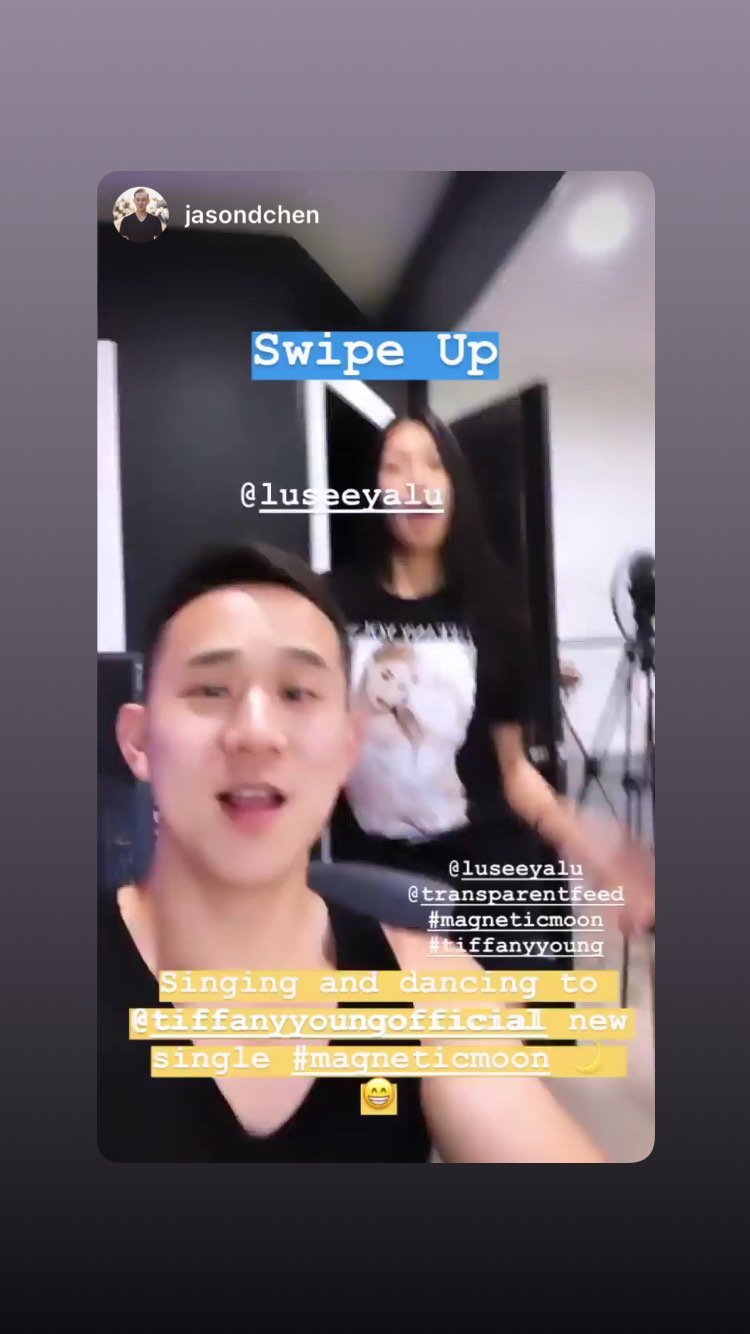 jasondchen
Swipe Up
@luseeyalu
@luseeyalu
@transparentfeed
#magneticmoon
#tiffanyyoung
Singing and dancing to
@tiffanyyoungofficial new
single #magneticmoon 🌙
😁